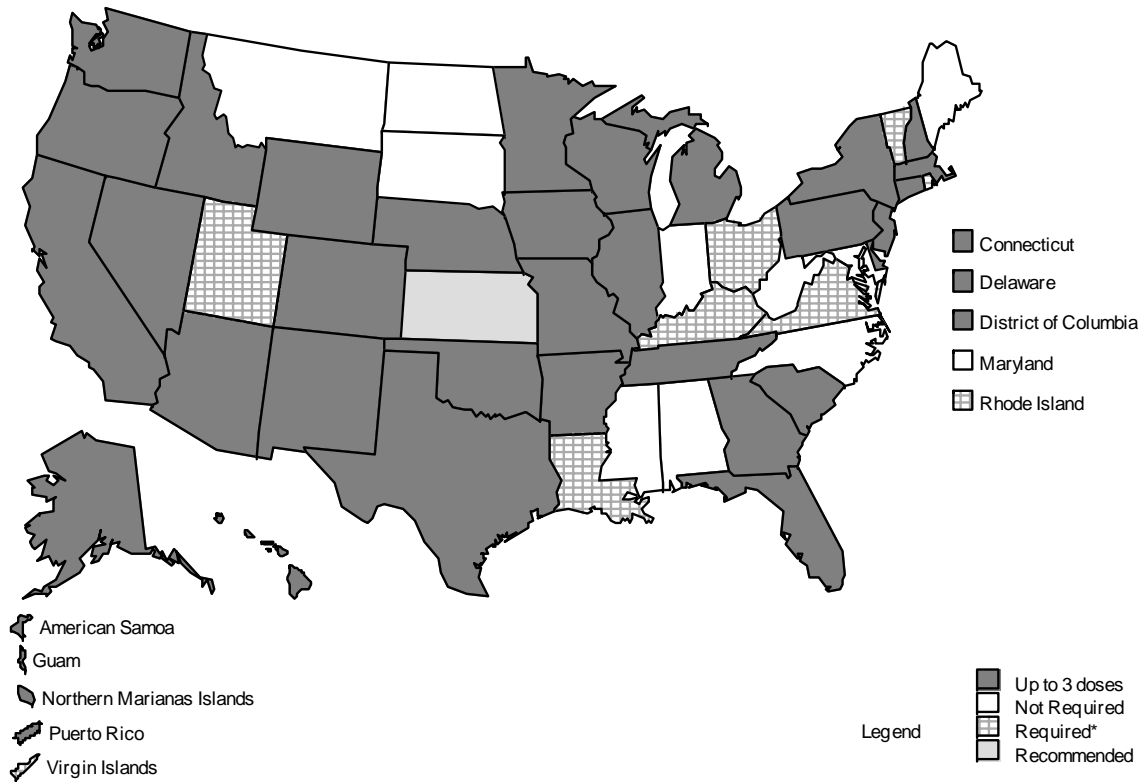 Connecticut
Delaware
District of Columbia
Maryland
Rhode Island
American Samoa
Guam
Northern Marianas Islands
Puerto Rico
Virgin Islands
Legend
Up to 3 doses
Not Required
Required*
Recommended